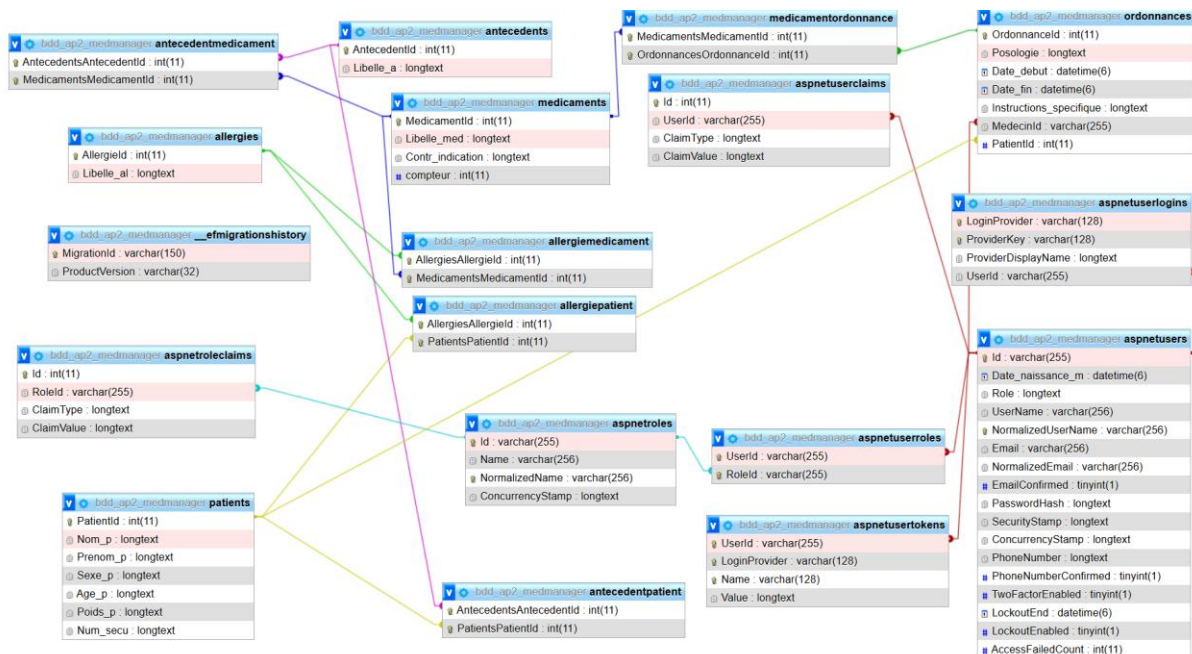 v bdd_ap2_medmanager antecedentmedicament
AntecedentsAntecedentId : int(11)
MedicamentsMedicamentId : int(11)
v bdd_ap2_medmanager antecedents
AntecedentId : int(11)
Libelle_a : longtext
v bdd_ap2_medmanager medicamentordonnance
MedicamentsMedicamentId : int(11)
OrdonnancesOrdonnanceId : int(11)
v bdd_ap2_medmanager ordonnances
OrdonnanceId : int(11)
Posologie : longtext
Date_debut : datetime(6)
Date_fin : datetime(6)
Instructions_specifique : longtext
MedecinId : varchar(255)
# PatientId : int(11)
v bdd_ap2_medmanager allergies
AllergieId : int(11)
Libelle_al : longtext
v bdd_ap2_medmanager medicaments
MedicamentId : int(11)
Libelle_med : longtext
Contr_indication : longtext
# compteur : int(11)
v bdd_ap2_medmanager aspnetuserclaims
Id : int(11)
UserId : varchar(255)
ClaimType : longtext
ClaimValue : longtext
v bdd_ap2_medmanager aspnetuserlogins
LoginProvider : varchar(128)
ProviderKey : varchar(128)
ProviderDisplayName : longtext
UserId : varchar(255)
v bdd_ap2_medmanager __efmigrationshistory
MigrationId : varchar(150)
ProductVersion : varchar(32)
v bdd_ap2_medmanager allergiemedicament
AllergiesAllergieId : int(11)
MedicamentsMedicamentId : int(11)
v bdd_ap2_medmanager allergiepatient
AllergiesAllergieId : int(11)
PatientsPatientId : int(11)
v bdd_ap2_medmanager aspnetroleclaims
Id : int(11)
RoleId : varchar(255)
ClaimType : longtext
ClaimValue : longtext
v bdd_ap2_medmanager aspnetroles
Id : varchar(255)
Name : varchar(256)
NormalizedName : varchar(256)
ConcurrencyStamp : longtext
v bdd_ap2_medmanager aspnetuserroles
UserId : varchar(255)
RoleId : varchar(255)
v bdd_ap2_medmanager aspnetusers
Id : varchar(255)
Date_naissance_m : datetime(6)
Role : longtext
UserName : varchar(256)
NormalizedUserName : varchar(256)
Email : varchar(256)
NormalizedEmail : varchar(256)
# EmailConfirmed : tinyint(1)
PasswordHash : longtext
SecurityStamp : longtext
ConcurrencyStamp : longtext
PhoneNumber : longtext
# PhoneNumberConfirmed : tinyint(1)
# TwoFactorEnabled : tinyint(1)
LockoutEnd : datetime(6)
# LockoutEnabled : tinyint(1)
# AccessFailedCount : int(11)
v bdd_ap2_medmanager patients
PatientId : int(11)
Nom_p : longtext
Prenom_p : longtext
Sexe_p : longtext
Age_p : longtext
Poids_p : longtext
Num_secu : longtext
v bdd_ap2_medmanager aspnetusertokens
UserId : varchar(255)
LoginProvider : varchar(128)
Name : varchar(128)
Value : longtext
v bdd_ap2_medmanager antecedentpatient
AntecedentsAntecedentId : int(11)
PatientsPatientId : int(11)